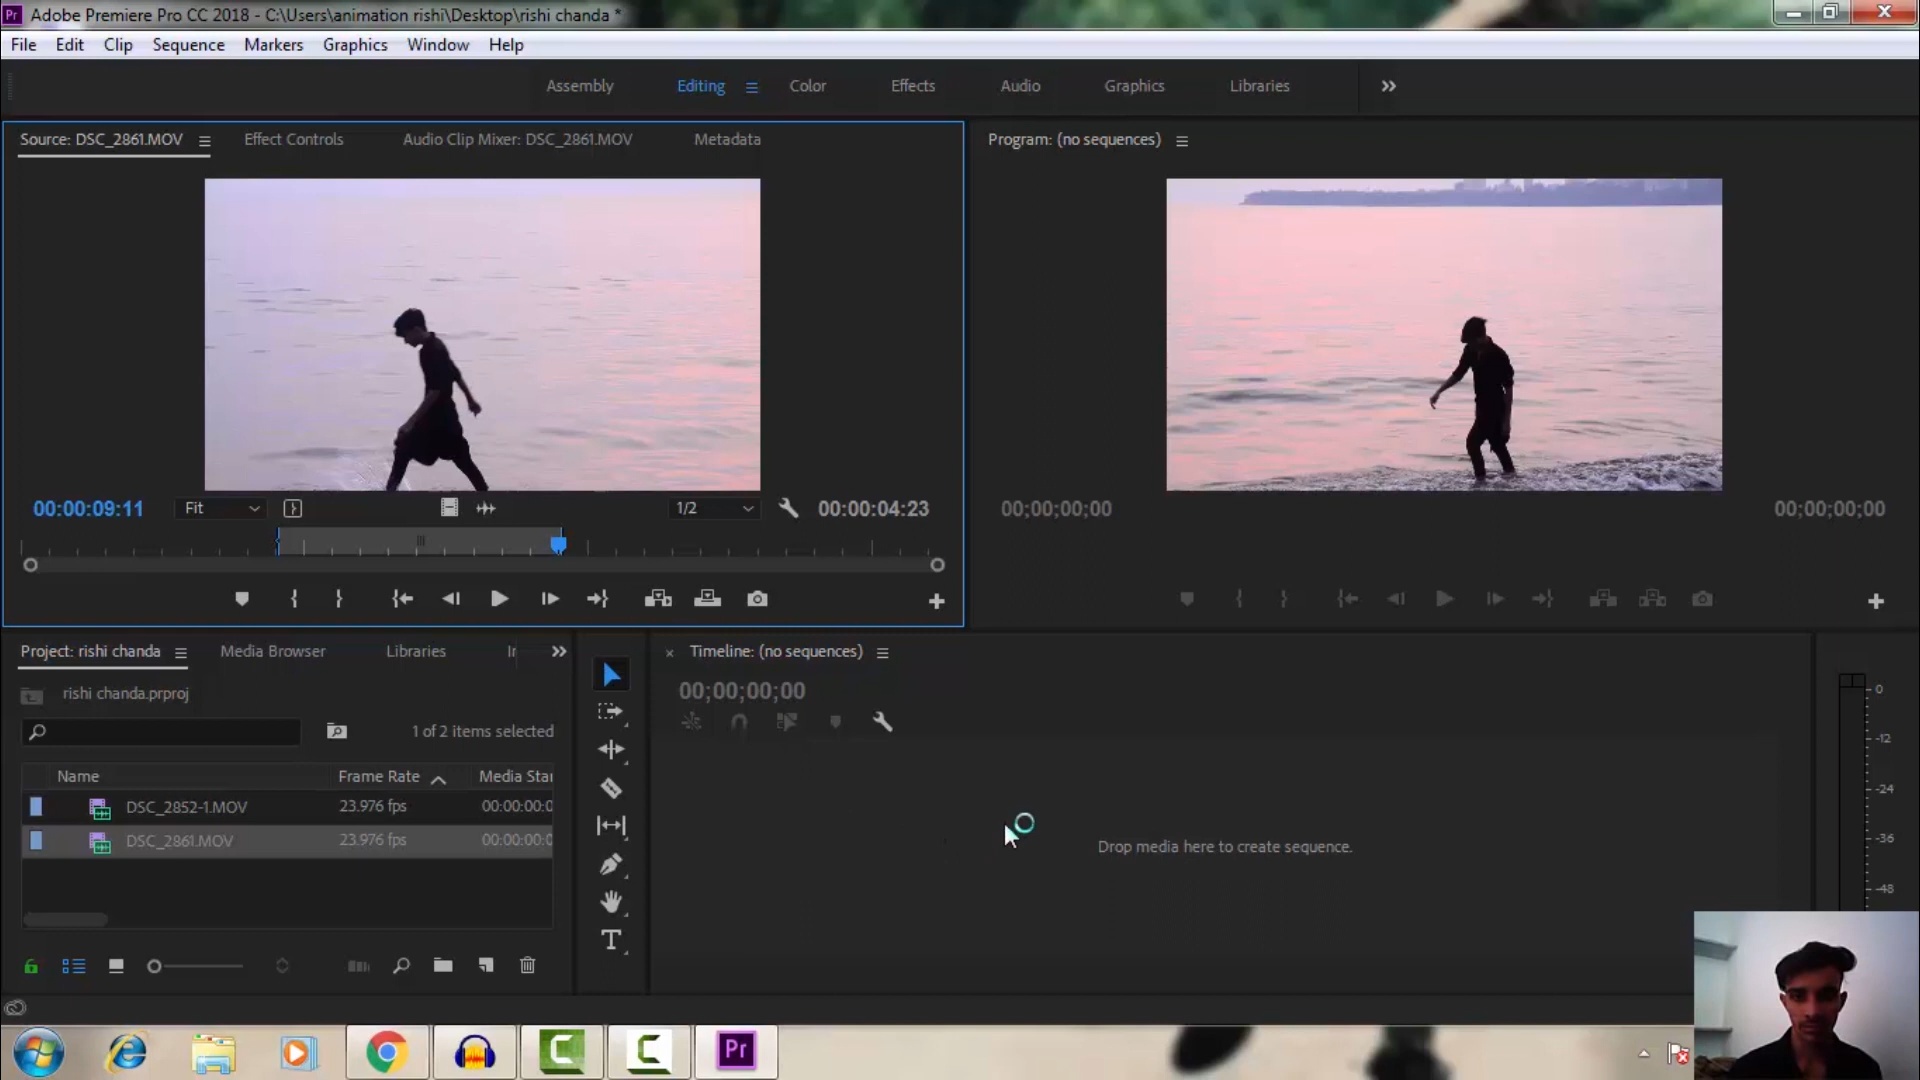 Pr Adobe Premiere Pro CC 2018 - C:\Users\animation rishi\Desktop\rishi chanda *
File Edit Clip Sequence Markers Graphics Window Help
Assembly Editing Color Effects Audio Graphics Libraries
Source: DSC_2861.MOV Effect Controls Audio Clip Mixer: DSC_2861.MOV Metadata
Program: (no sequences)
00:00:09:11 Fit 1/2 00:00:04:23
00;00;00;00 00;00;00;00
Project: rishi chanda Media Browser Libraries
rishi chanda.prproj
1 of 2 items selected
Name Frame Rate Media Star
DSC_2852-1.MOV 23.976 fps 00:00:00:0
DSC_2861.MOV 23.976 fps 00:00:00:0
Timeline: (no sequences)
00;00;00;00
Drop media here to create sequence.
0
-12
-24
-36
-48
Pr